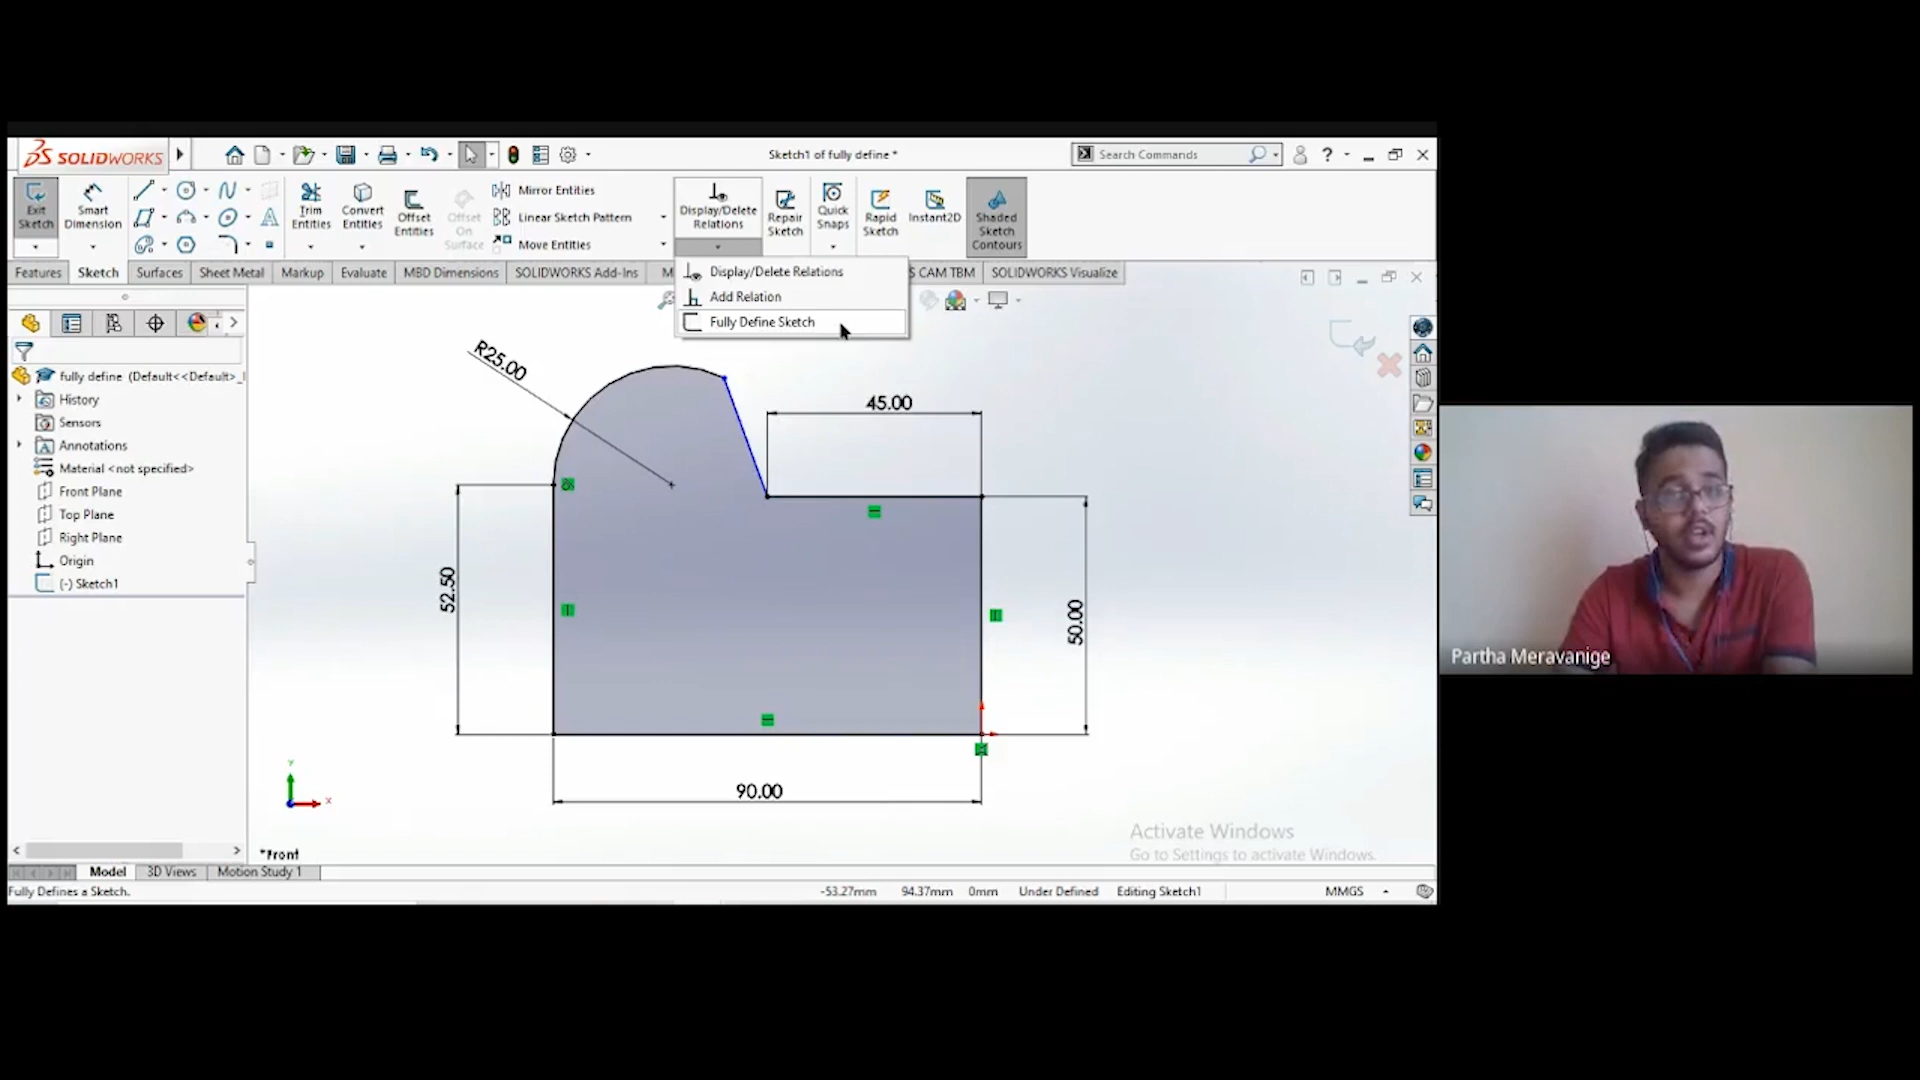 SOLIDWORKS
Sketch1 of fully define *
Search Commands
?
Exit Sketch
Smart Dimension
Trim Entities
Convert Entities
Offset Entities
Offset On Surface
Mirror Entities
Linear Sketch Pattern
Move Entities
Display/Delete Relations
Repair Sketch
Quick Snaps
Rapid Sketch
Instant2D
Shaded Sketch Contours
Features
Sketch
Surfaces
Sheet Metal
Markup
Evaluate
MBD Dimensions
SOLIDWORKS Add-Ins
M
S CAM TBM
SOLIDWORKS Visualize
Display/Delete Relations
Add Relation
Fully Define Sketch
fully define (Default<<Default>_
History
Sensors
Annotations
Material <not specified>
Front Plane
Top Plane
Right Plane
Origin
(-) Sketch1
R25.00
45.00
52.50
50.00
90.00
Y
X
*Front
Partha Meravanige
Activate Windows
Go to Settings to activate Windows.
Model
3D Views
Motion Study 1
Fully Defines a Sketch.
-53.27mm
94.37mm
0mm
Under Defined
Editing Sketch1
MMGS